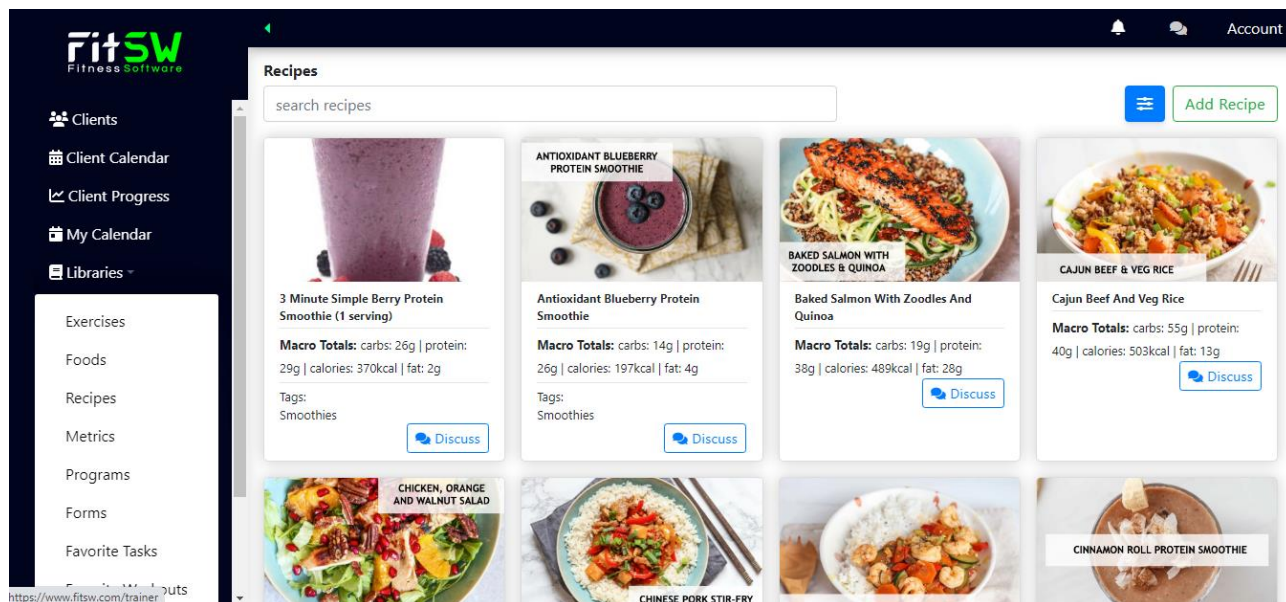 FitSW
Fitness Software
Account
Clients
Client Calendar
Client Progress
My Calendar
Libraries
Exercises
Foods
Recipes
Metrics
Programs
Forms
Favorite Tasks
https://www.fitsw.com/trainer
Recipes
search recipes
Add Recipe
3 Minute Simple Berry Protein
Smoothie (1 serving)
Macro Totals: carbs: 26g | protein:
29g | calories: 370kcal | fat: 2g
Tags:
Smoothies
Discuss
ANTIOXIDANT BLUEBERRY
PROTEIN SMOOTHIE
Antioxidant Blueberry Protein
Smoothie
Macro Totals: carbs: 14g | protein:
26g | calories: 197kcal | fat: 4g
Tags:
Smoothies
Discuss
BAKED SALMON WITH
ZOODLES & QUINOA
Baked Salmon With Zoodles And
Quinoa
Macro Totals: carbs: 19g | protein:
38g | calories: 489kcal | fat: 28g
Discuss
CAJUN BEEF & VEG RICE
Cajun Beef And Veg Rice
Macro Totals: carbs: 55g | protein:
40g | calories: 503kcal | fat: 13g
Discuss
CHICKEN, ORANGE
AND WALNUT SALAD
CHINESE PORK STIR-FRY
CINNAMON ROLL PROTEIN SMOOTHIE